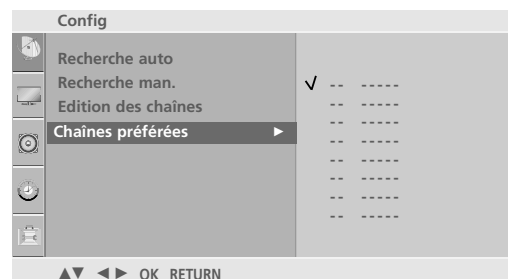 Config
Recherche auto
Recherche man.
Edition des chaînes
Chaînes préférées ►
√ -- -----
-- -----
-- -----
-- -----
-- -----
-- -----
-- -----
-- -----
▲▼ ◄► OK RETURN